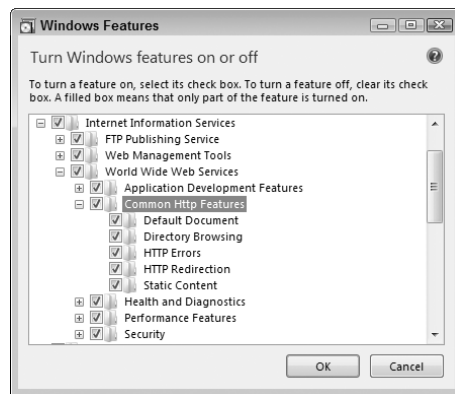 Windows Features
Turn Windows features on or off
To turn a feature on, select its check box. To turn a feature off, clear its check
box. A filled box means that only part of the feature is turned on.
Internet Information Services
FTP Publishing Service
Web Management Tools
World Wide Web Services
Application Development Features
Common Http Features
Default Document
Directory Browsing
HTTP Errors
HTTP Redirection
Static Content
Health and Diagnostics
Performance Features
Security
OK Cancel